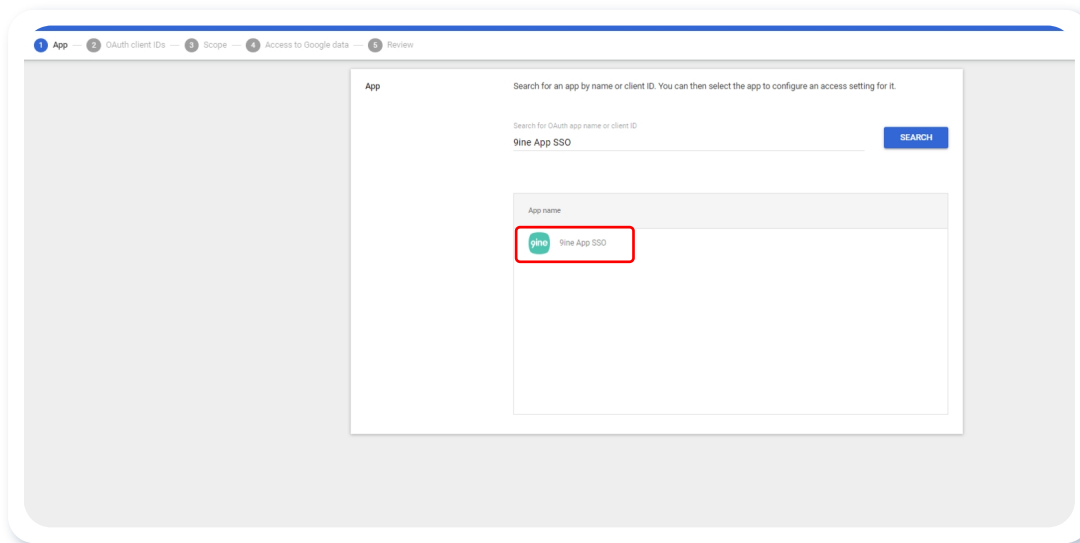 1 App — 2 OAuth client IDs — 3 Scope — 4 Access to Google data — 5 Review
App
Search for an app by name or client ID. You can then select the app to configure an access setting for it.
Search for OAuth app name or client ID
9ine App SSO
SEARCH
App name
9ine 9ine App SSO